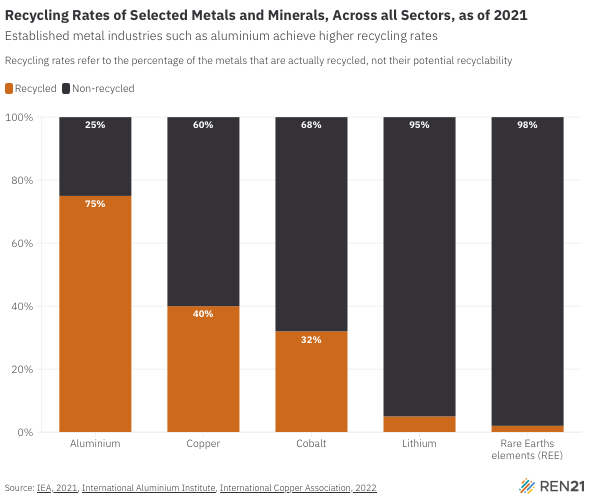 Recycling Rates of Selected Metals and Minerals, Across all Sectors, as of 2021
Established metal industries such as aluminium achieve higher recycling rates
Recycling rates refer to the percentage of the metals that are actually recycled, not their potential recyclability
Recycled Non-recycled
100%
80%
60%
40%
20%
0%
25% 60% 68% 95% 98%
75%
40%
32%
Aluminium Copper Cobalt Lithium Rare Earths
elements (REE)
Source: IEA, 2021, International Aluminium Institute, International Copper Association, 2022
REN21